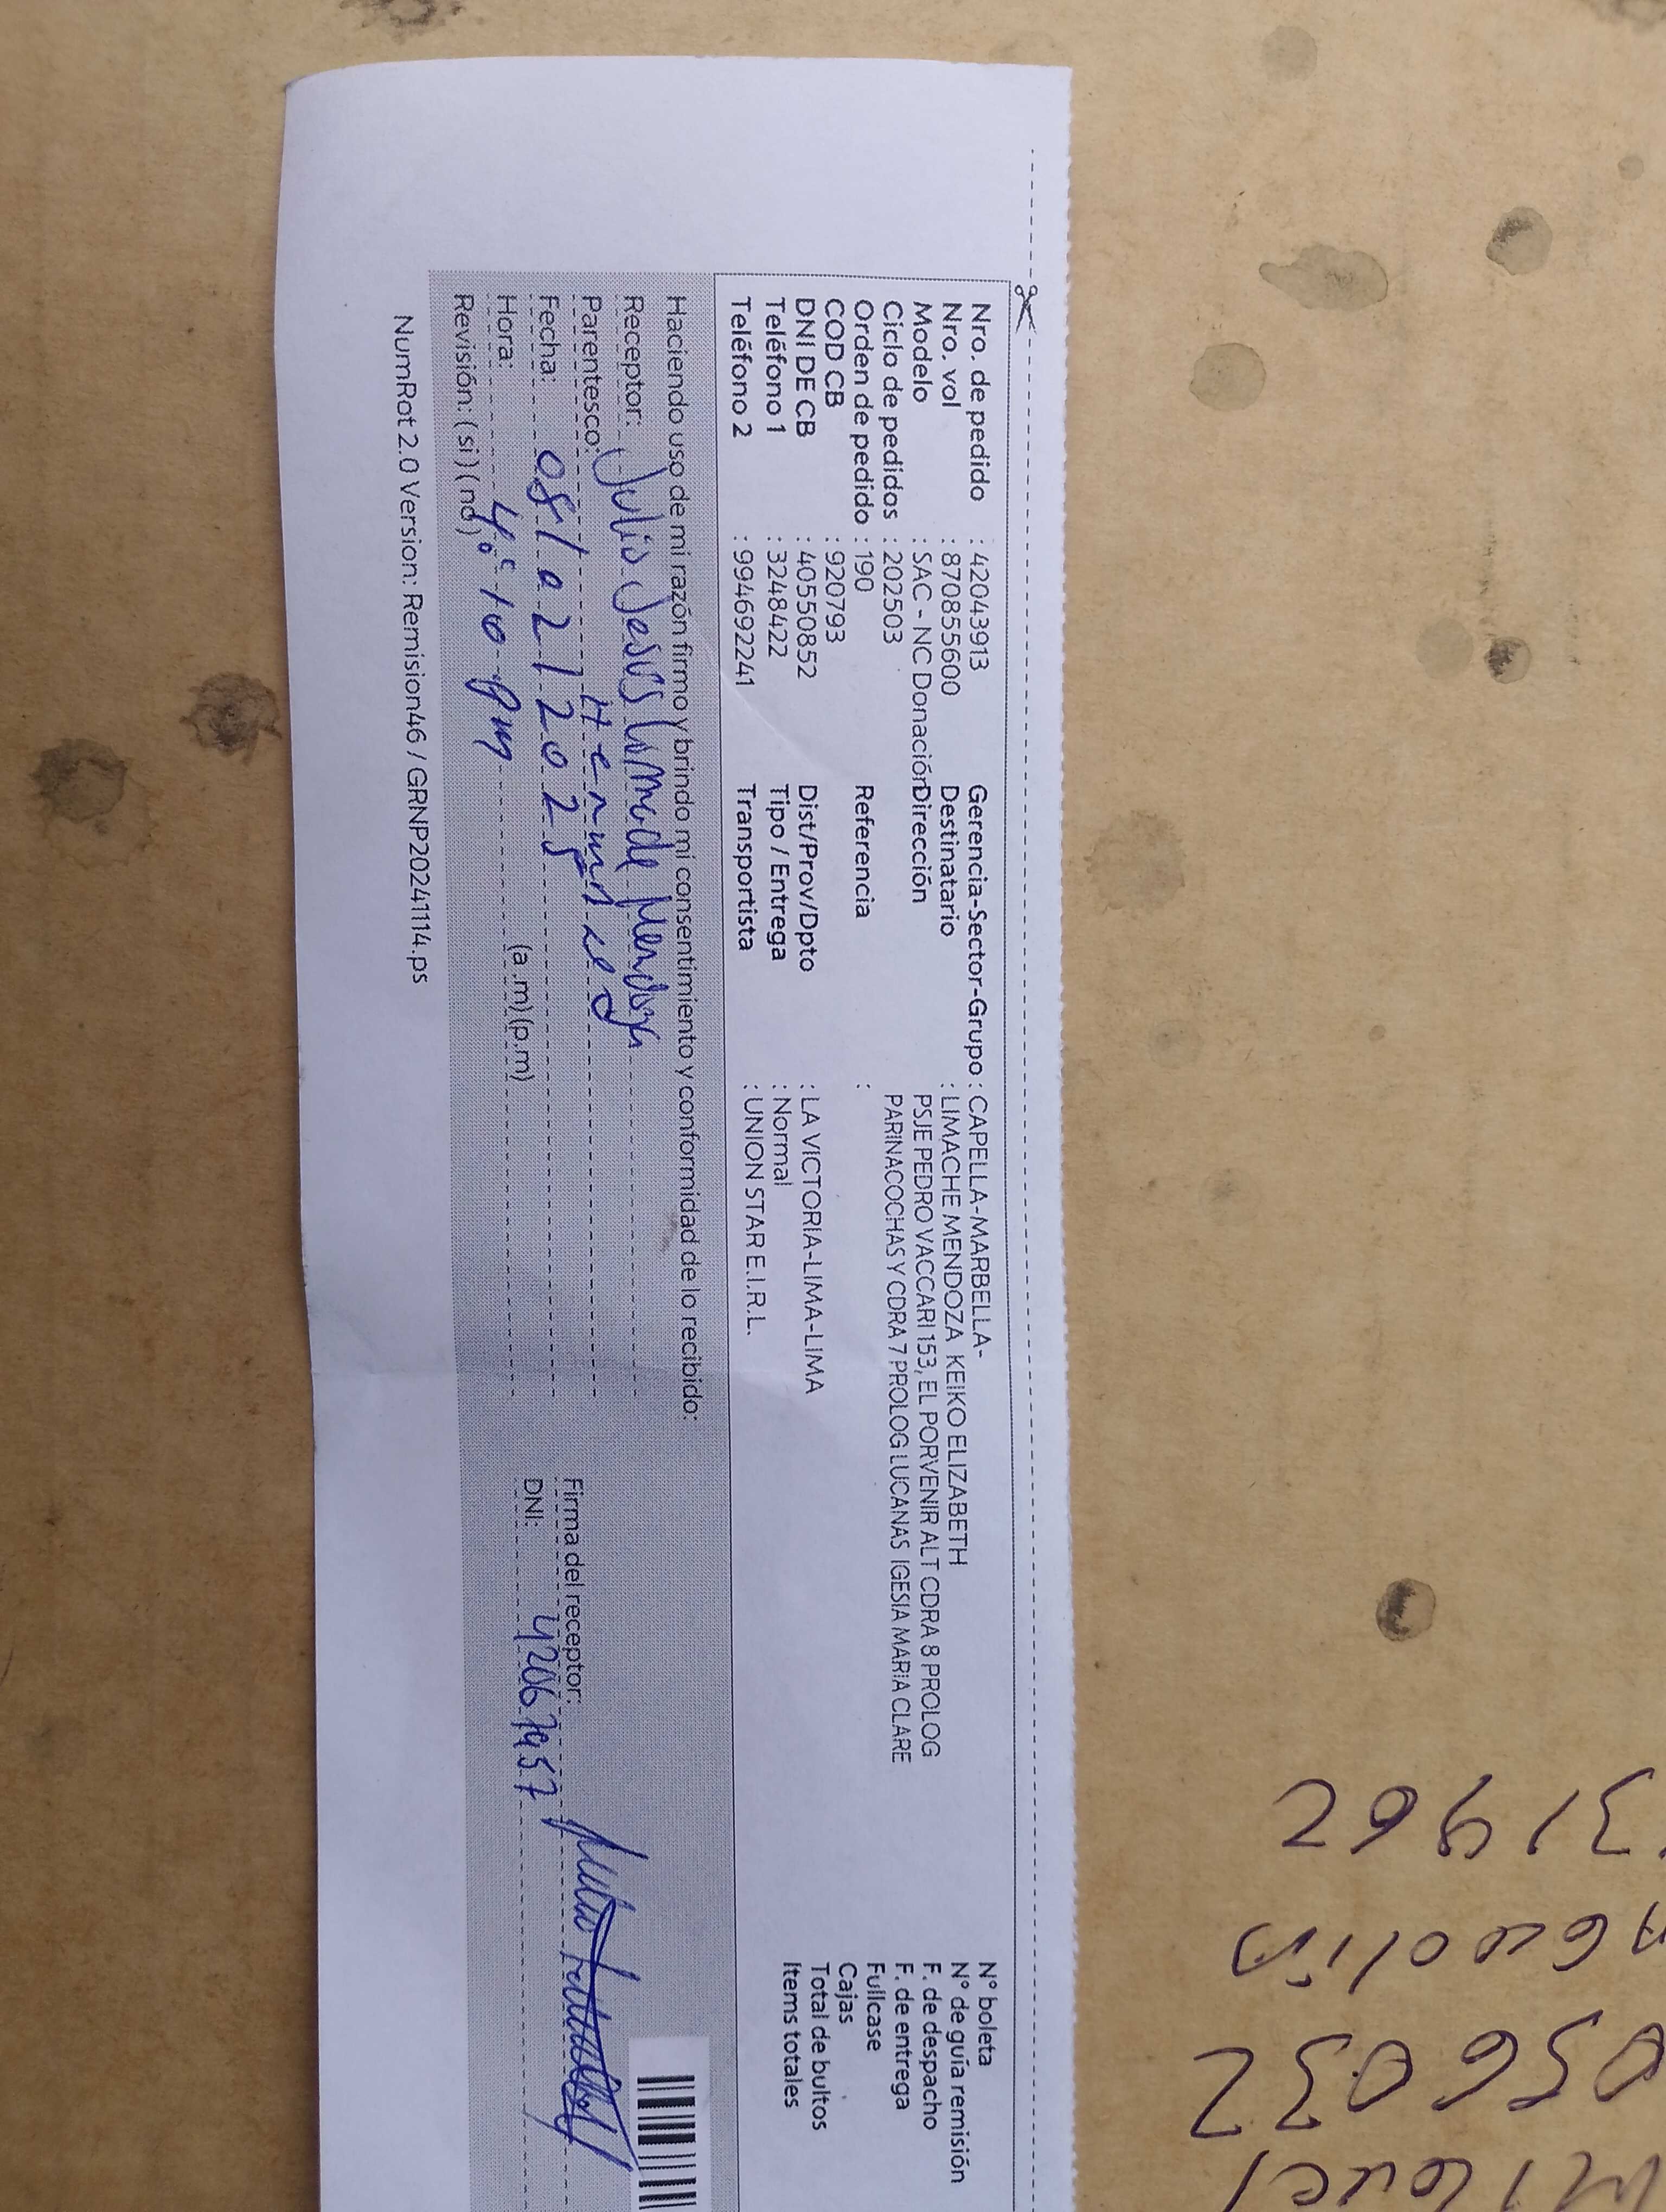 Nro. de pedido : 42043913
Nro. vol : 870855600
Modelo : SAC - NC Donación
Ciclo de pedidos : 202503
Orden de pedido : 190
COD CB : 920793
DNI DE CB : 40550852
Teléfono 1 : 3248422
Teléfono 2 : 994692241
Gerencia-Sector-Grupo : CAPELLA-MARBELLA-
Destinatario : LIMACHE MENDOZA KEIKO ELIZABETH
Dirección PSJE PEDRO VACCARI 153, EL PORVENIR ALT CDRA 8 PROLOG
PARINACOCHAS Y CDRA 7 PROLOG LUCANAS IGESIA MARIA CLARE
Referencia :
Dist/Prov/Dpto : LA VICTORIA-LIMA-LIMA
Tipo / Entrega : Normal
Transportista : UNION STAR E.I.R.L.
N° boleta
N° de guía remisión
F. de despacho
F. de entrega
Fullcase
Cajas
Total de bultos
Items totales
Haciendo uso de mi razón firmo y brindo mi consentimiento y conformidad de lo recibido:
Receptor: Julio Jesus Mendoza
Parentesco:
Fecha: 08/02/2025
Hora: 4:10 pm (a.m) (p.m)
Revisión: (si) (no)
Firma del receptor:
DNI: 42067957
NumRot 2.0 Version: Remision46 / GRNP20241114.ps